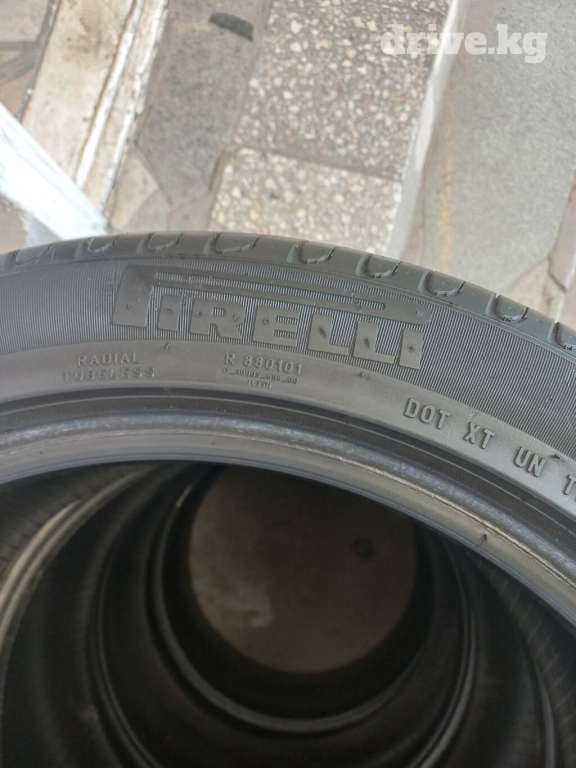 drive.kg
PIRELLI
RADIAL
TUBELESS
R 880101
DOT XT UN T